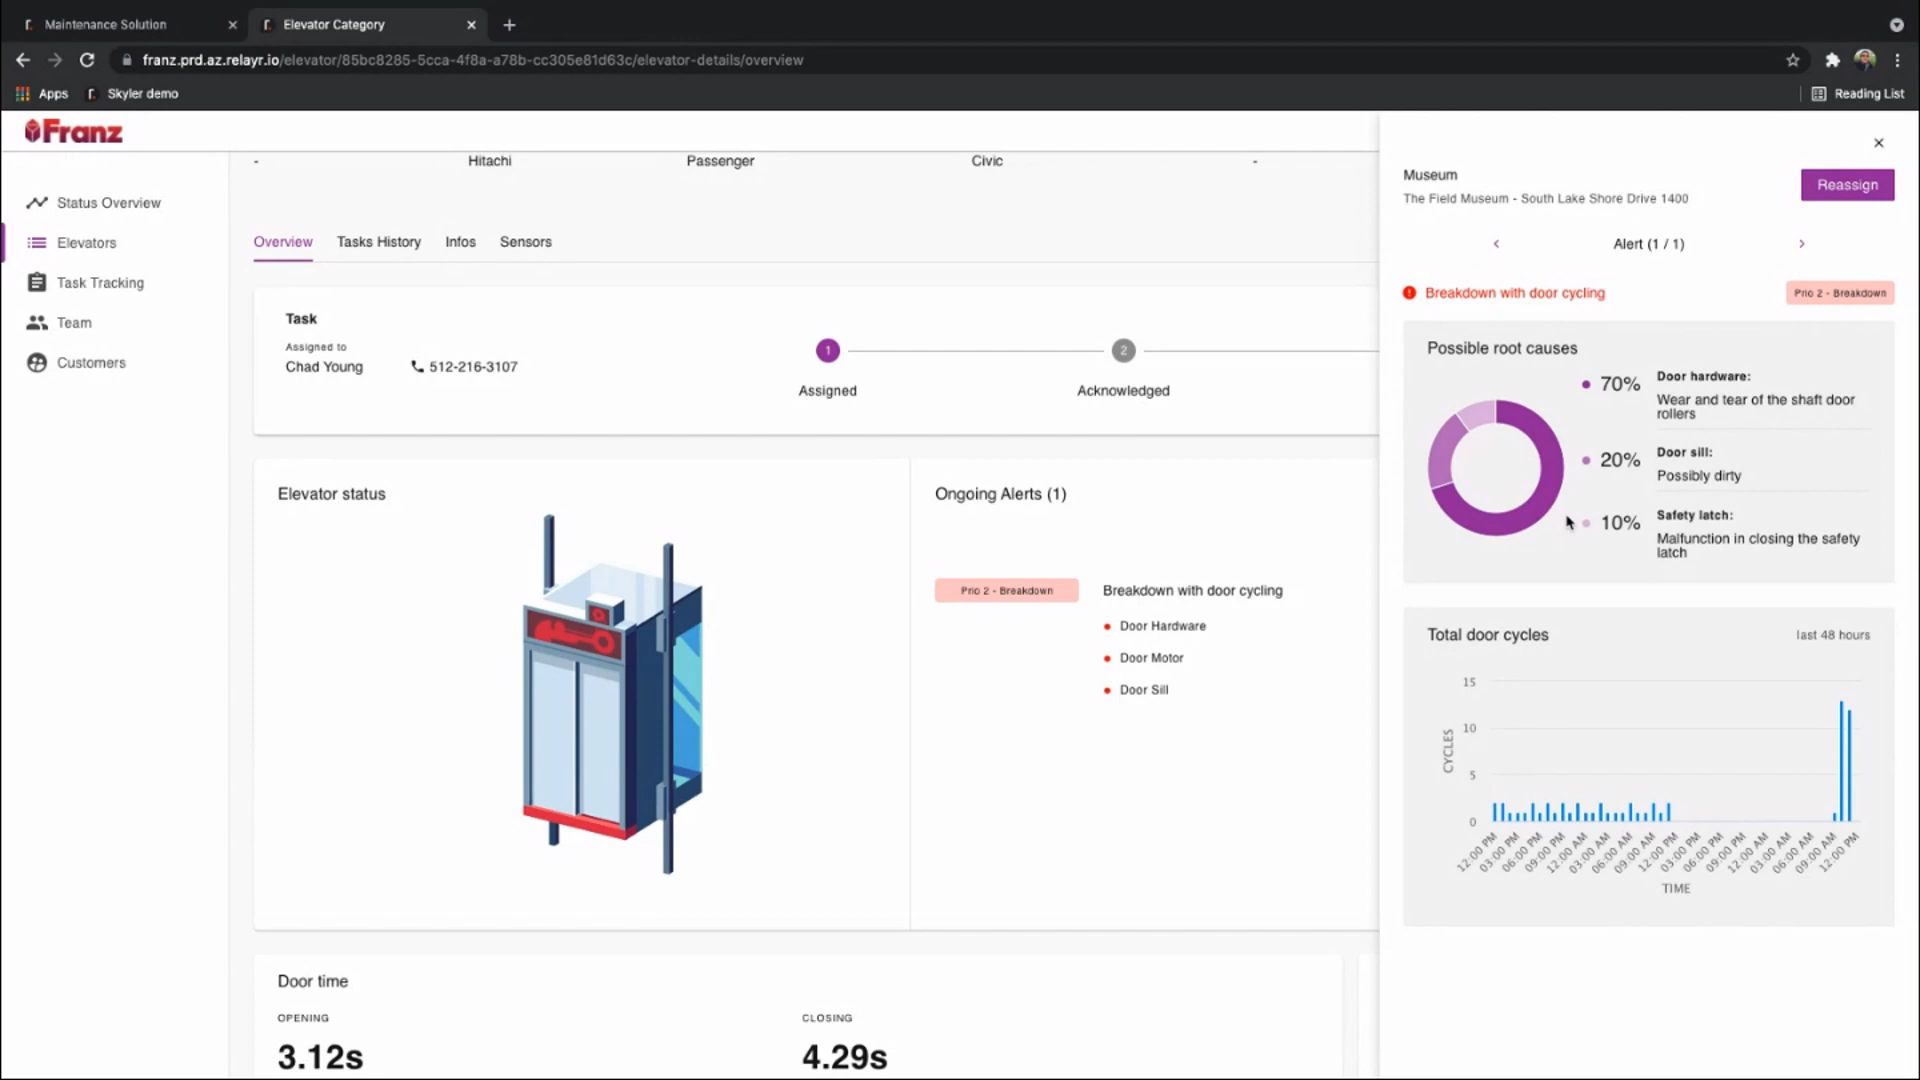 Maintenance Solution
Elevator Category
franz.prd.az.relayr.io/elevator/85bc8285-5cca-4f8a-a78b-cc305e81d63c/elevator-details/overview
Apps
Skyler demo
Reading List
Franz
- Hitachi Passenger Civic -
Status Overview
Elevators
Task Tracking
Team
Customers
Overview Tasks History Infos Sensors
Task
Assigned to
Chad Young
512-216-3107
1
Assigned
2
Acknowledged
Elevator status
Ongoing Alerts (1)
Prio 2 - Breakdown
Breakdown with door cycling
Door Hardware
Door Motor
Door Sill
Door time
OPENING
3.12s
CLOSING
4.29s
Museum
The Field Museum - South Lake Shore Drive 1400
Reassign
Alert (1 / 1)
Breakdown with door cycling
Prio 2 - Breakdown
Possible root causes
70%
Door hardware:
Wear and tear of the shaft door
rollers
20%
Door sill:
Possibly dirty
10%
Safety latch:
Malfunction in closing the safety
latch
Total door cycles
last 48 hours
15
10
5
0
CYCLES
12:00 PM
03:00 PM
06:00 PM
09:00 PM
12:00 AM
03:00 AM
06:00 AM
09:00 AM
12:00 PM
03:00 PM
06:00 PM
09:00 PM
12:00 AM
03:00 AM
06:00 AM
09:00 AM
12:00 PM
TIME